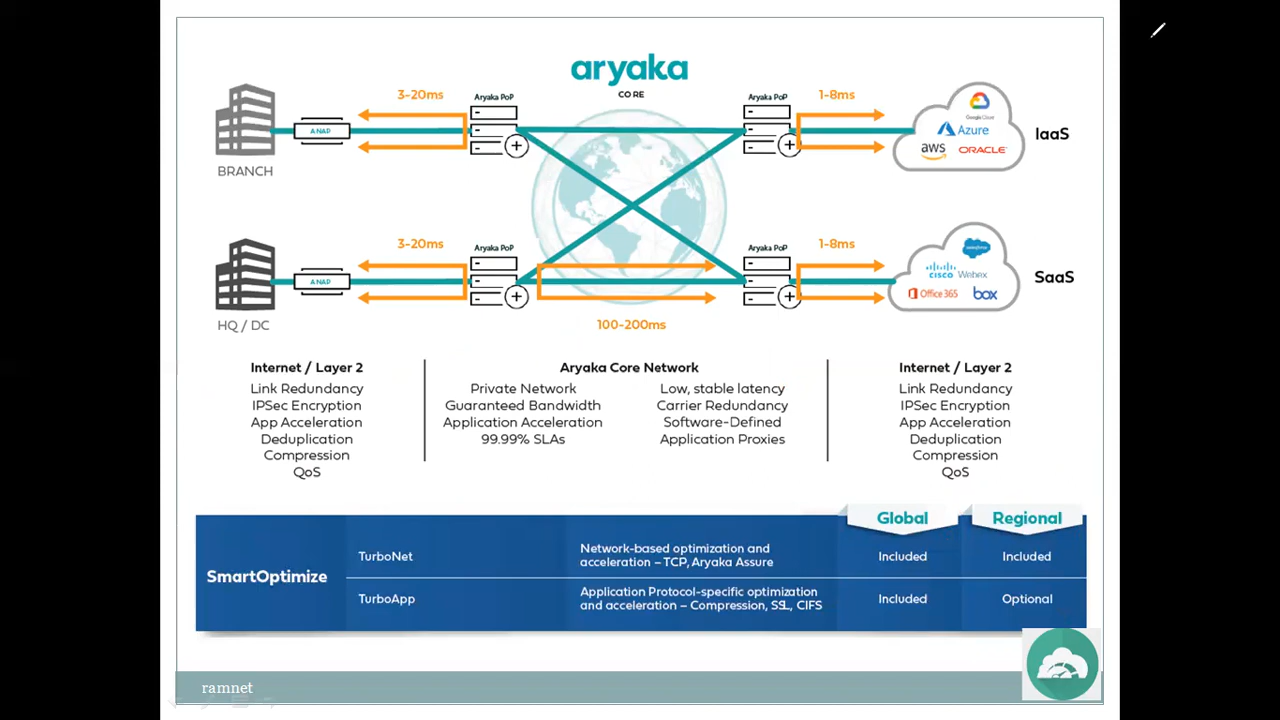 aryaka
CORE
3-20ms
Aryaka PoP
Aryaka PoP
1-8ms
Google Cloud
Azure
aws
ORACLE
IaaS
ANAP
BRANCH
3-20ms
Aryaka PoP
Aryaka PoP
1-8ms
salesforce
CISCO Webex
Office 365
box
SaaS
ANAP
HQ / DC
100-200ms
Internet / Layer 2
Link Redundancy
IPSec Encryption
App Acceleration
Deduplication
Compression
QoS
Aryaka Core Network
Private Network
Guaranteed Bandwidth
Application Acceleration
99.99% SLAs
Low, stable latency
Carrier Redundancy
Software-Defined
Application Proxies
Internet / Layer 2
Link Redundancy
IPSec Encryption
App Acceleration
Deduplication
Compression
QoS
Global
Regional
SmartOptimize
TurboNet
Network-based optimization and
acceleration – TCP, Aryaka Assure
Included
Included
TurboApp
Application Protocol-specific optimization
and acceleration – Compression, SSL, CIFS
Included
Optional
ramnet